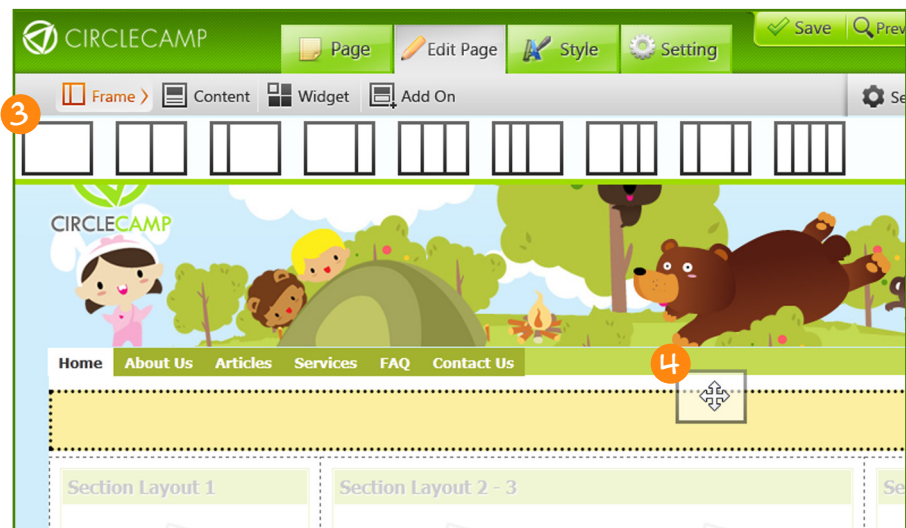 CIRCLECAMP
Page
Edit Page
Style
Setting
Save
Prev
Frame
Content
Widget
Add On
Se
3
CIRCLECAMP
4
Home
About Us
Articles
Services
FAQ
Contact Us
Section Layout 1
Section Layout 2 - 3
Se